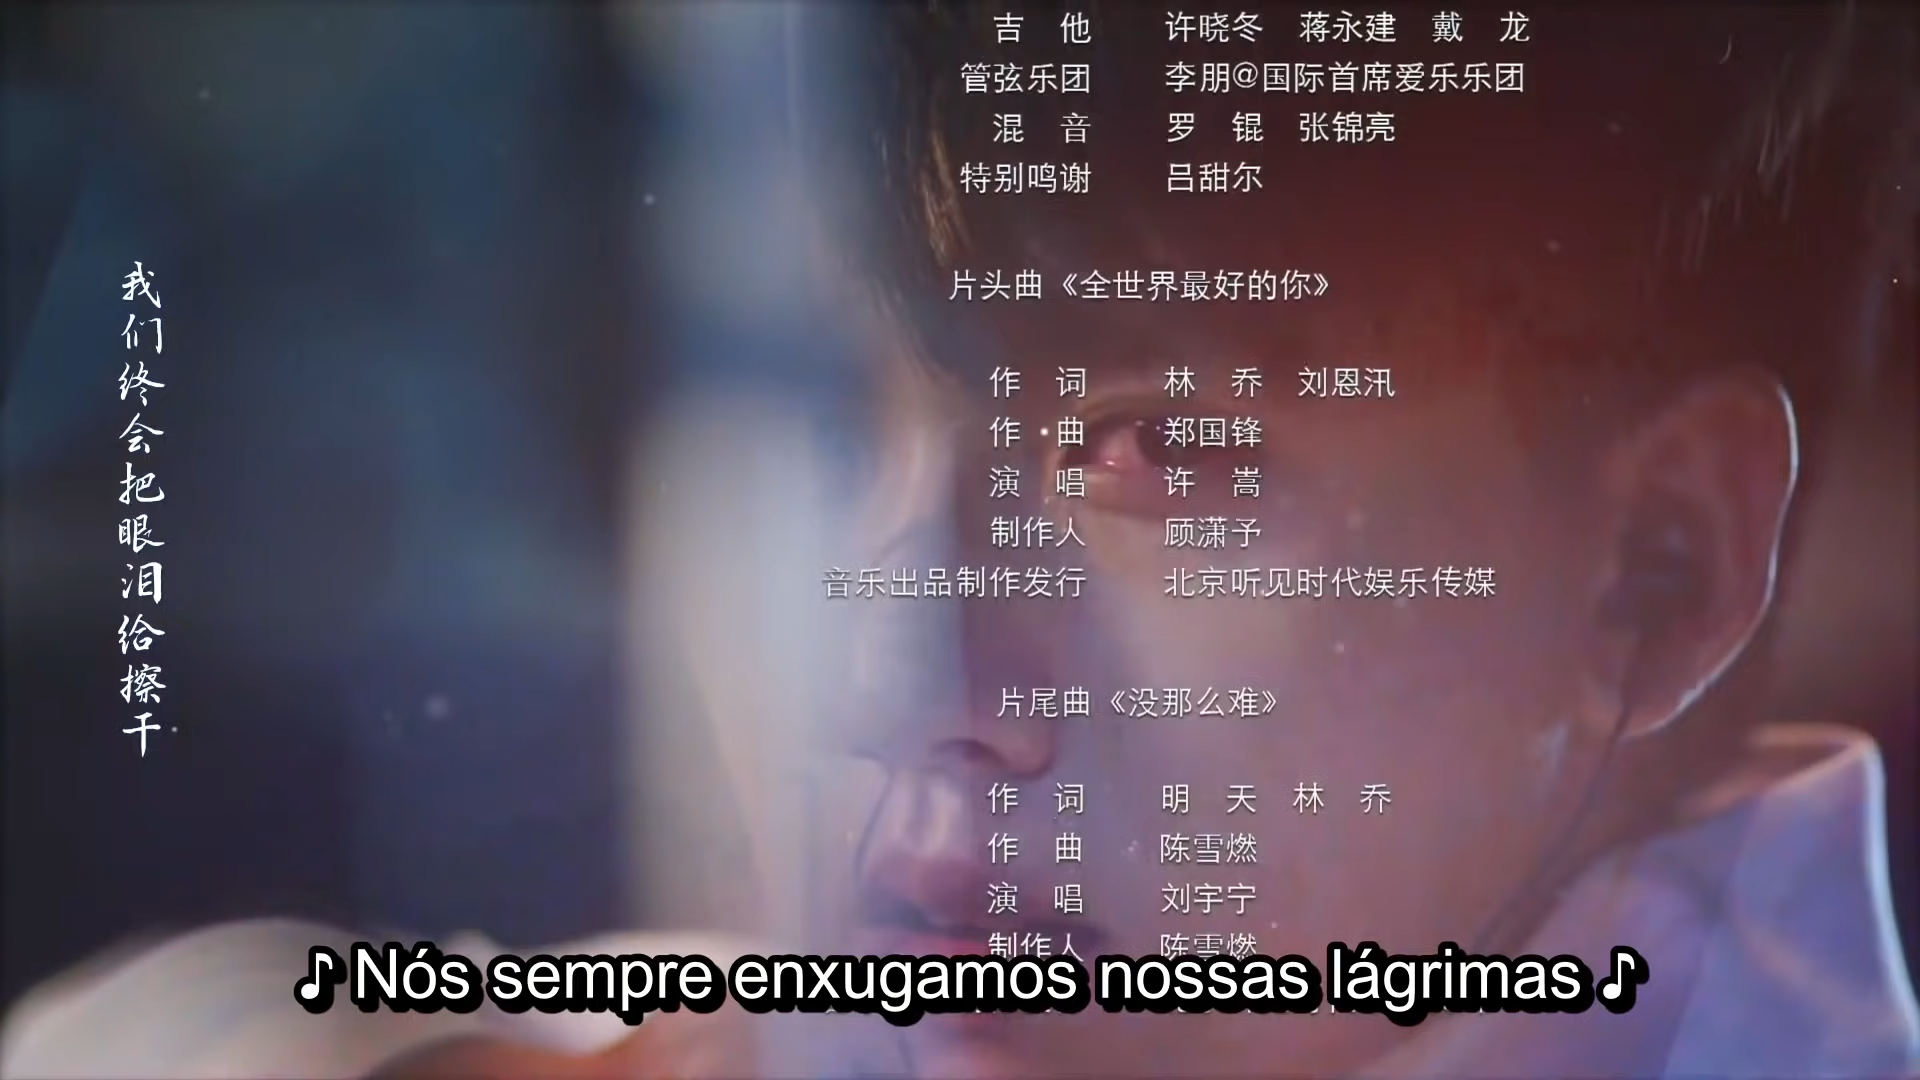 吉 他 许晓冬 蒋永建 戴 龙
管弦乐团 李朋@国际首席爱乐乐团
混 音 罗 锟 张锦亮
特别鸣谢 吕甜尔
片头曲《全世界最好的你》
作 词 林 乔 刘恩汛
作 曲 郑国锋
演 唱 许 嵩
制作人 顾潇予
音乐出品制作发行 北京听见时代娱乐传媒
片尾曲《没那么难》
作 词 明 天 林 乔
作 曲 陈雪燃
演 唱 刘宇宁
制作人 陈雪燃
我们终会把眼泪给擦干
♪ Nós sempre enxugamos nossas lágrimas ♪